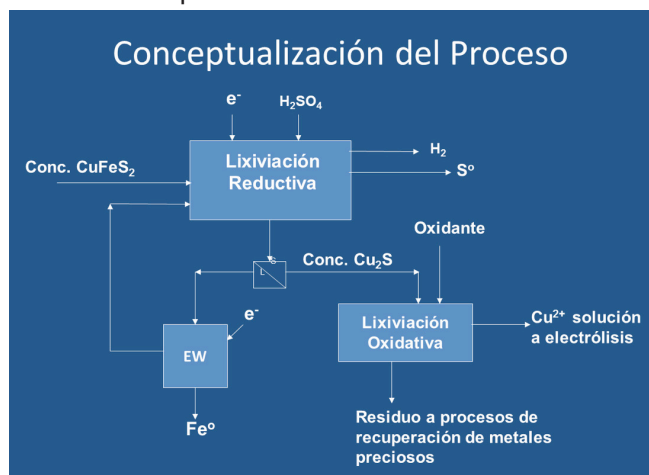 Conceptualización del Proceso
e-
H₂SO₄
Lixiviación
Reductiva
H₂
Sº
Conc. CuFeS₂
Oxidante
S
L
Conc. Cu₂S
e-
EW
Lixiviación
Oxidativa
Cu²⁺ solución
a electrólisis
Feº
Residuo a procesos de
recuperación de metales
preciosos